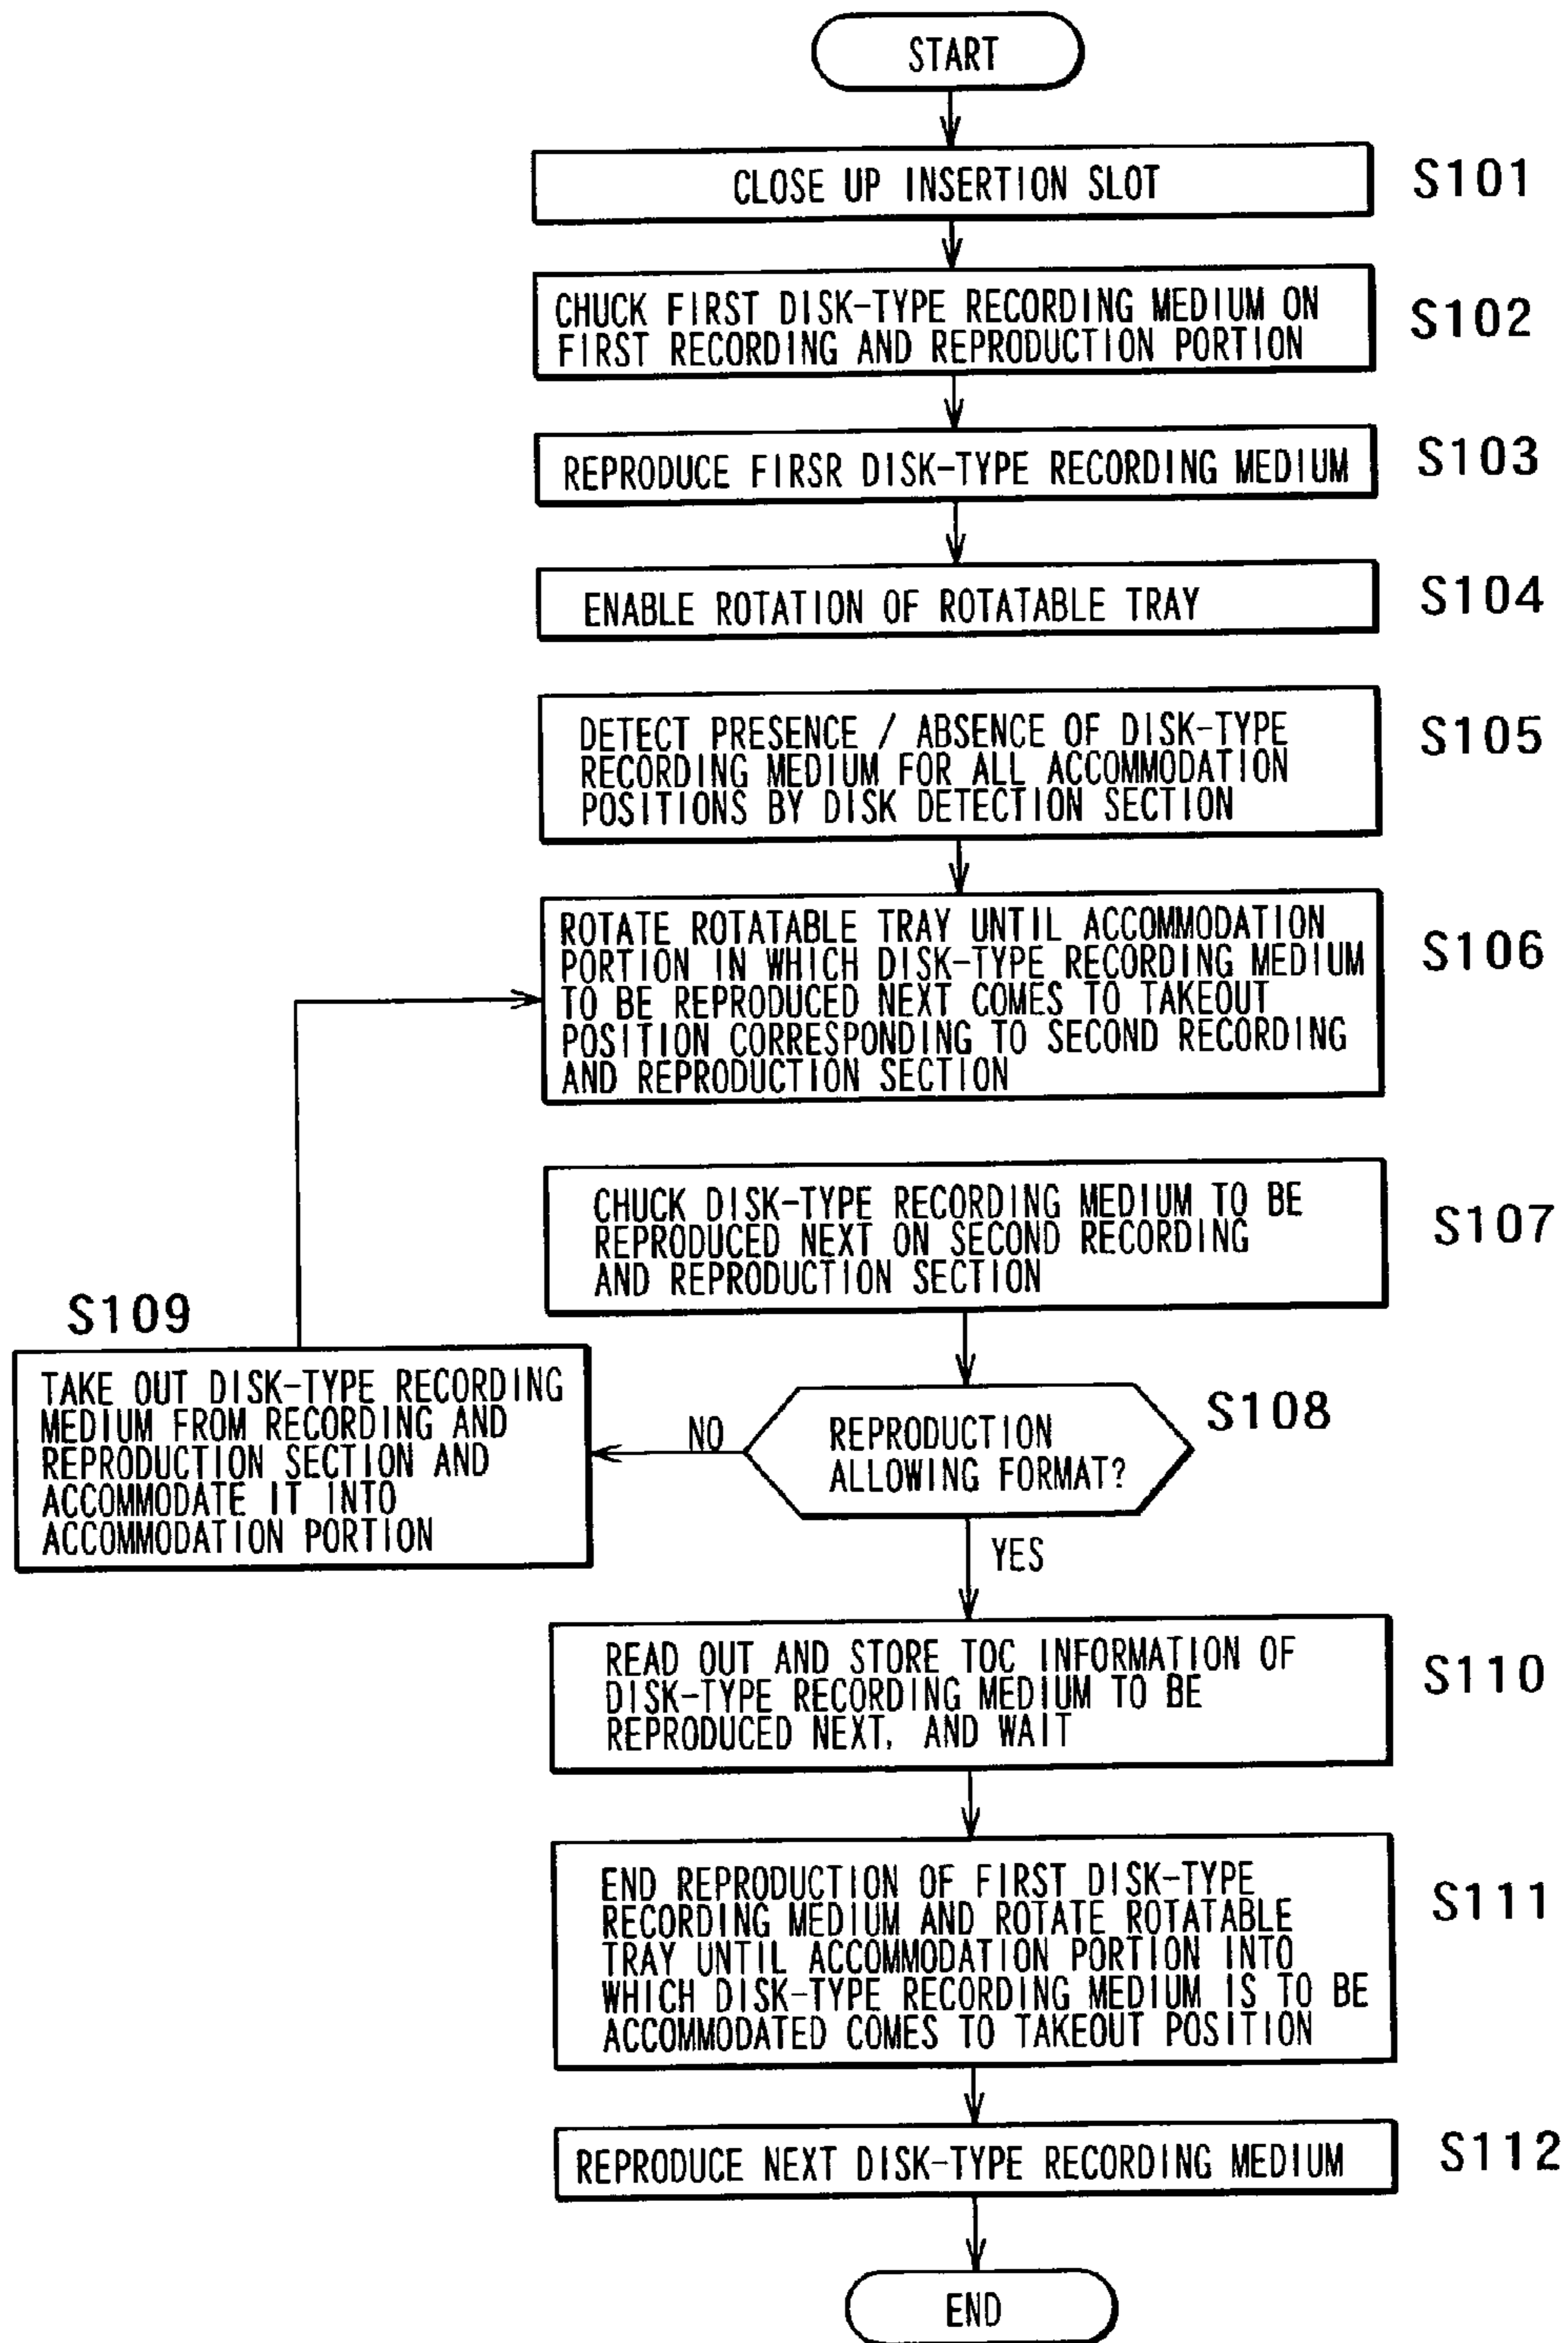 START
CLOSE UP INSERTION SLOT
S101
CHUCK FIRST DISK-TYPE RECORDING MEDIUM ON
FIRST RECORDING AND REPRODUCTION PORTION
S102
REPRODUCE FIRSR DISK-TYPE RECORDING MEDIUM
S103
ENABLE ROTATION OF ROTATABLE TRAY
S104
DETECT PRESENCE / ABSENCE OF DISK-TYPE
RECORDING MEDIUM FOR ALL ACCOMMODATION
POSITIONS BY DISK DETECTION SECTION
S105
ROTATE ROTATABLE TRAY UNTIL ACCOMMODATION
PORTION IN WHICH DISK-TYPE RECORDING MEDIUM
TO BE REPRODUCED NEXT COMES TO TAKEOUT
POSITION CORRESPONDING TO SECOND RECORDING
AND REPRODUCTION SECTION
S106
CHUCK DISK-TYPE RECORDING MEDIUM TO BE
REPRODUCED NEXT ON SECOND RECORDING
AND REPRODUCTION SECTION
S107
S109
TAKE OUT DISK-TYPE RECORDING
MEDIUM FROM RECORDING AND
REPRODUCTION SECTION AND
ACCOMMODATE IT INTO
ACCOMMODATION PORTION
NO
REPRODUCTION
ALLOWING FORMAT?
S108
YES
READ OUT AND STORE TOC INFORMATION OF
DISK-TYPE RECORDING MEDIUM TO BE
REPRODUCED NEXT, AND WAIT
S110
END REPRODUCTION OF FIRST DISK-TYPE
RECORDING MEDIUM AND ROTATE ROTATABLE
TRAY UNTIL ACCOMMODATION PORTION INTO
WHICH DISK-TYPE RECORDING MEDIUM IS TO BE
ACCOMMODATED COMES TO TAKEOUT POSITION
S111
REPRODUCE NEXT DISK-TYPE RECORDING MEDIUM
S112
END